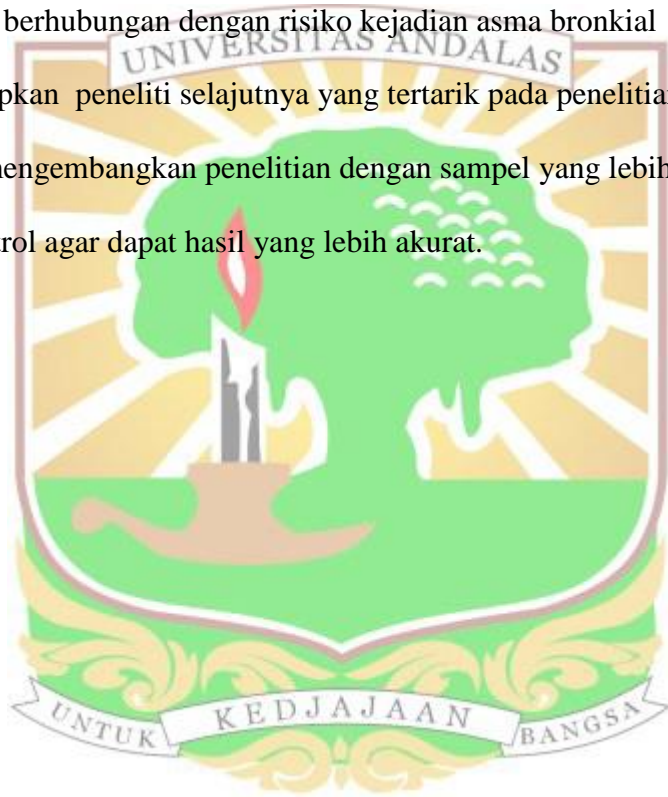 berhubungan dengan risiko kejadian asma bronkial
UNIVERSITAS ANDALAS
pkan peneliti selajutnya yang tertarik pada penelitian
mengembangkan penelitian dengan sampel yang lebih
trol agar dapat hasil yang lebih akurat.
UNTUK KEDJAJAAN BANGSA